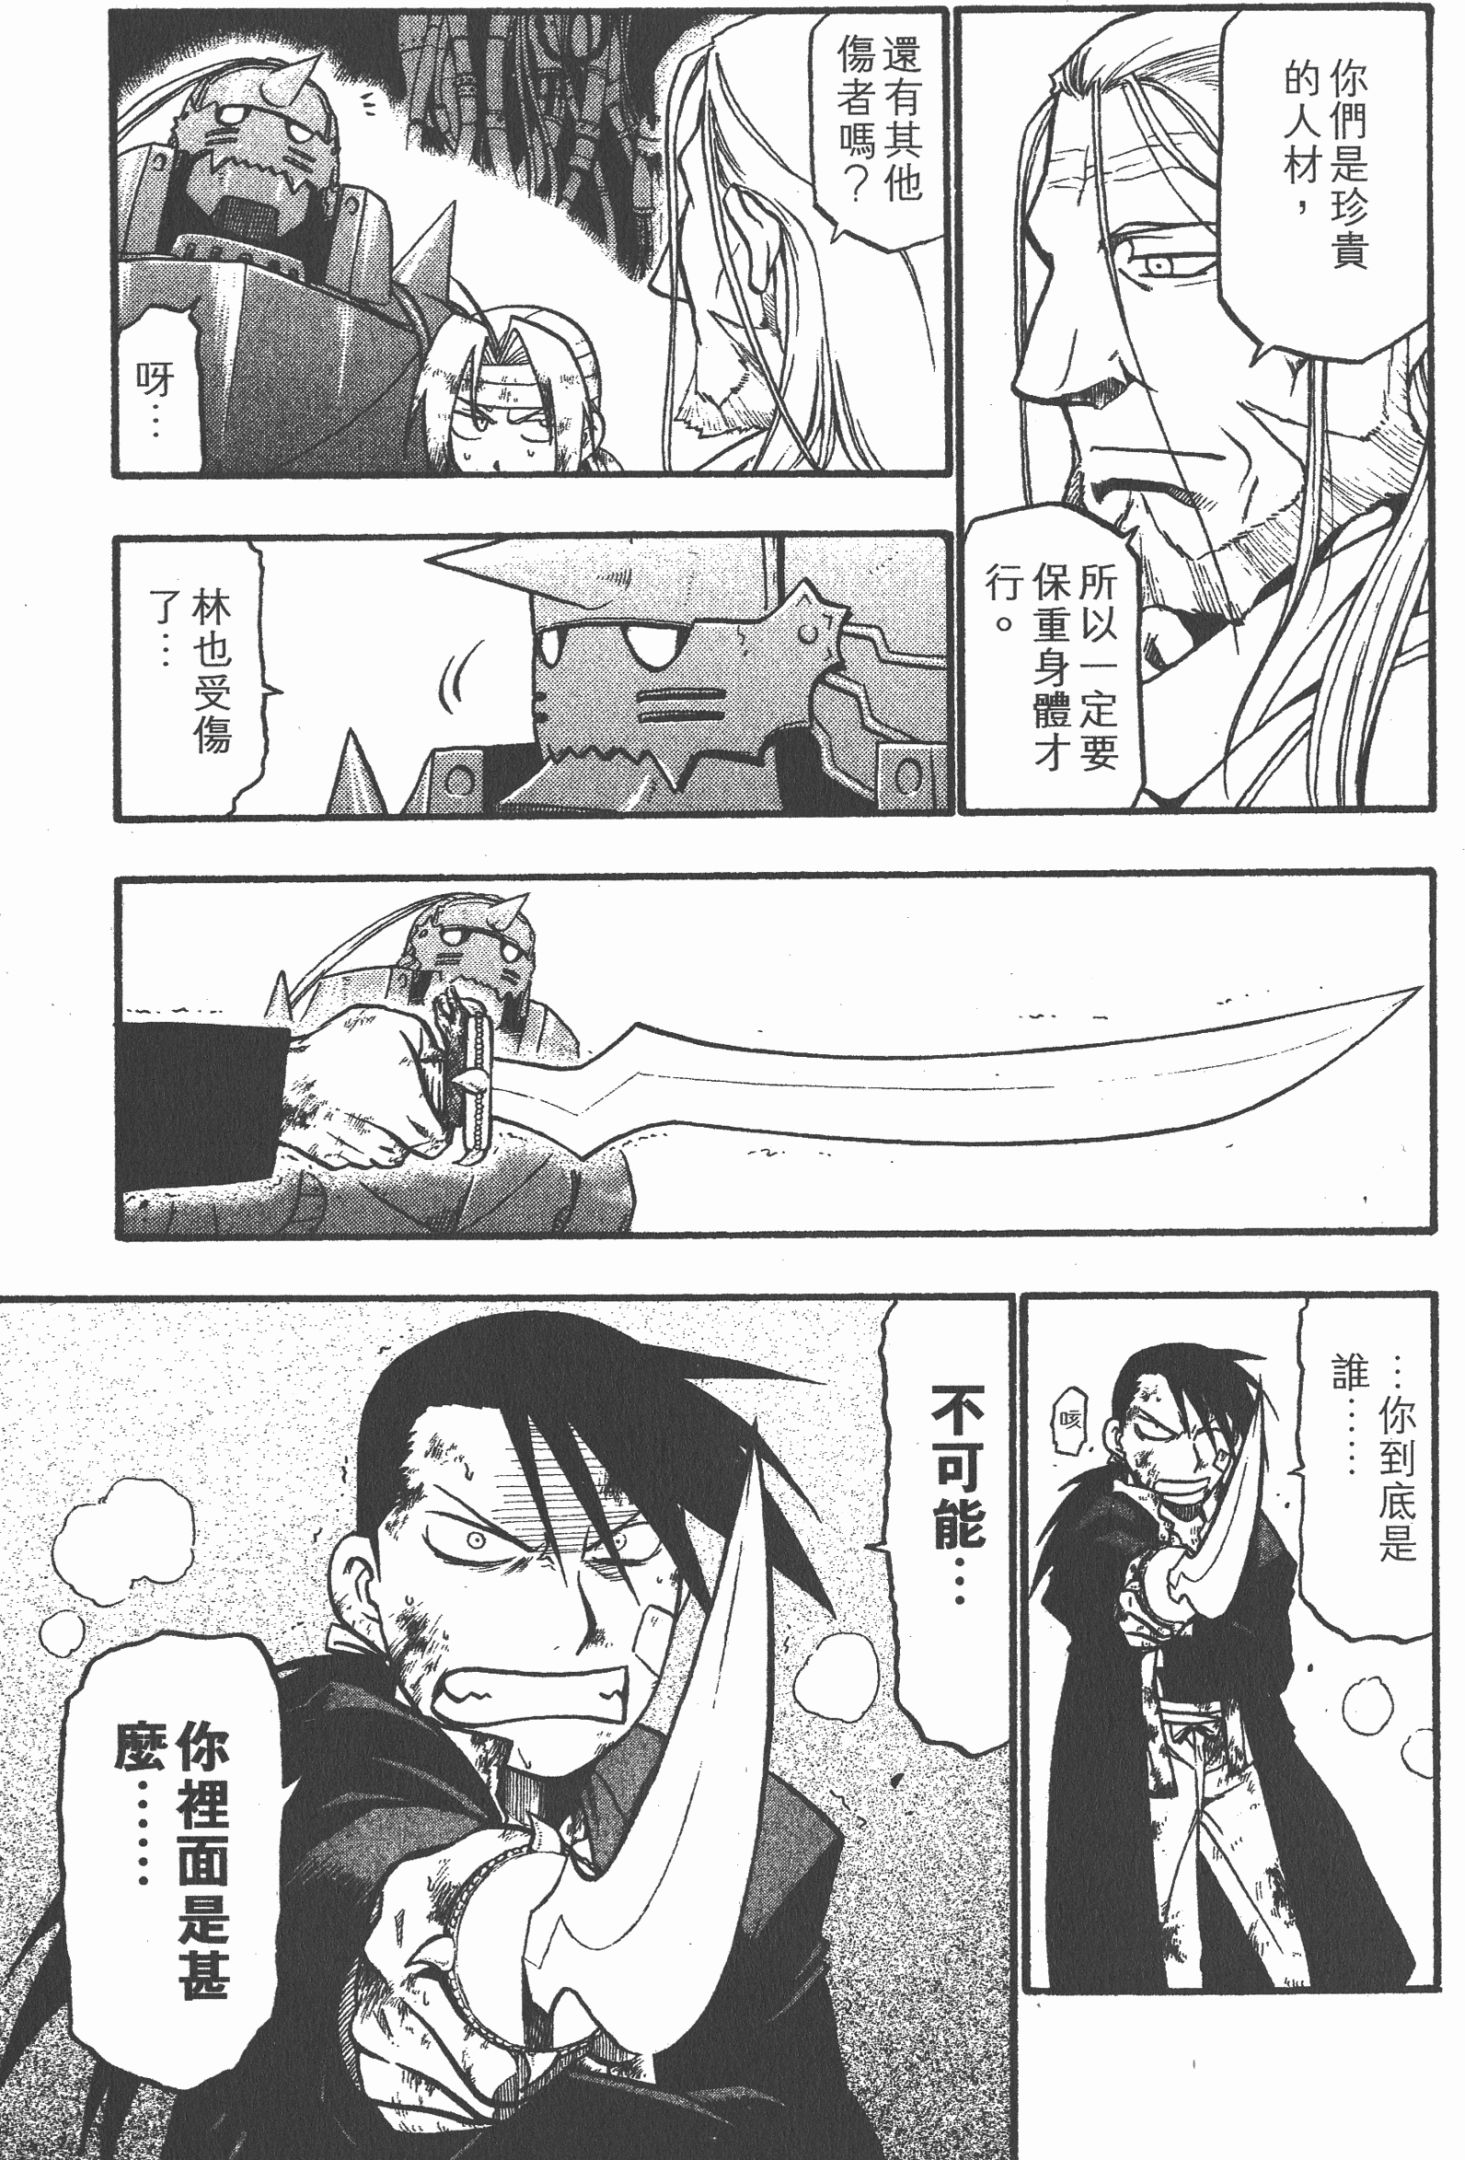 你們是珍貴
的人材，
所以一定要
保重身體才
行。
還有其他
傷者嗎？
呀…
林也受傷
了…
…你到底是
誰……
咳
不可能…
你裡面是甚
麼……